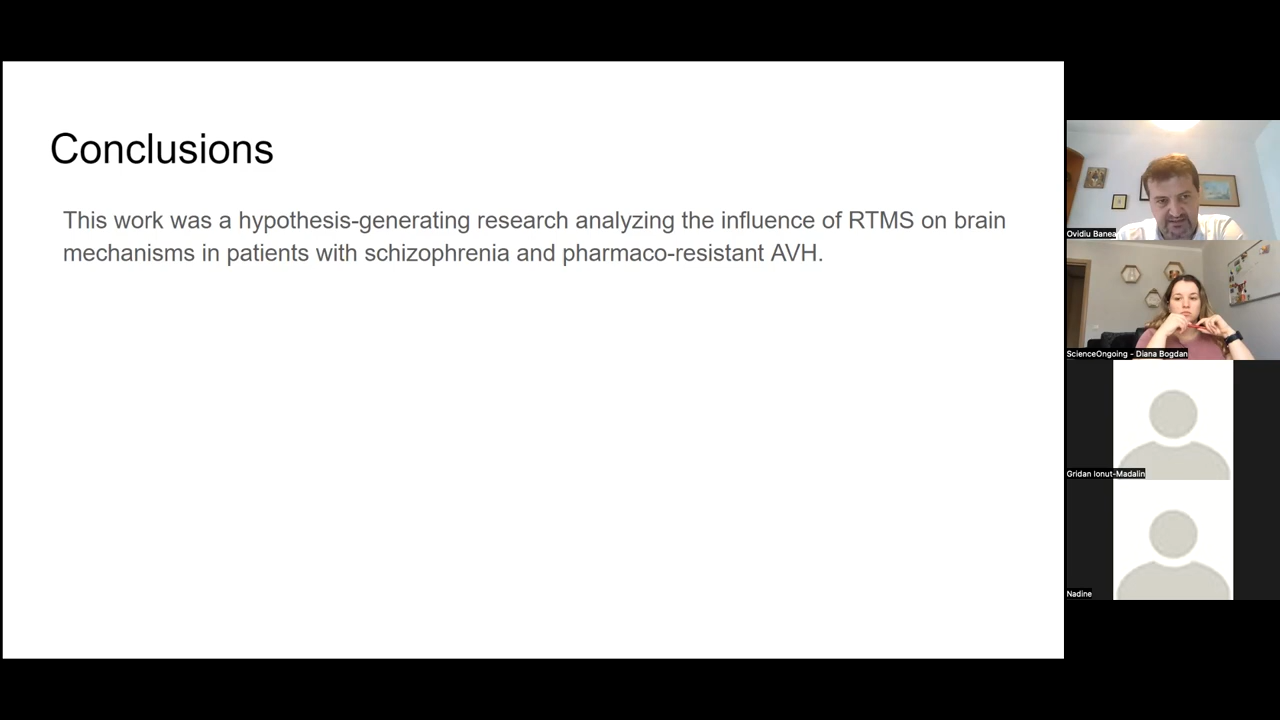 Conclusions
This work was a hypothesis-generating research analyzing the influence of RTMS on brain
mechanisms in patients with schizophrenia and pharmaco-resistant AVH.
Ovidiu Banea
ScienceOngoing - Diana Bogdan
Gridan Ionut-Madalin
Nadine